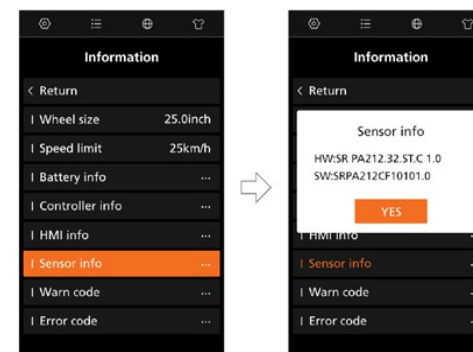 Information
< Return
| Wheel size 25.0inch
| Speed limit 25km/h
| Battery info ...
| Controller info ...
| HMI info ...
| Sensor info ...
| Warn code ...
| Error code ...
Information
< Return
Sensor info
HW:SR PA212.32.ST.C 1.0
SW:SRPA212CF10101.0
YES
| HMI info
| Sensor info
| Warn code
| Error code